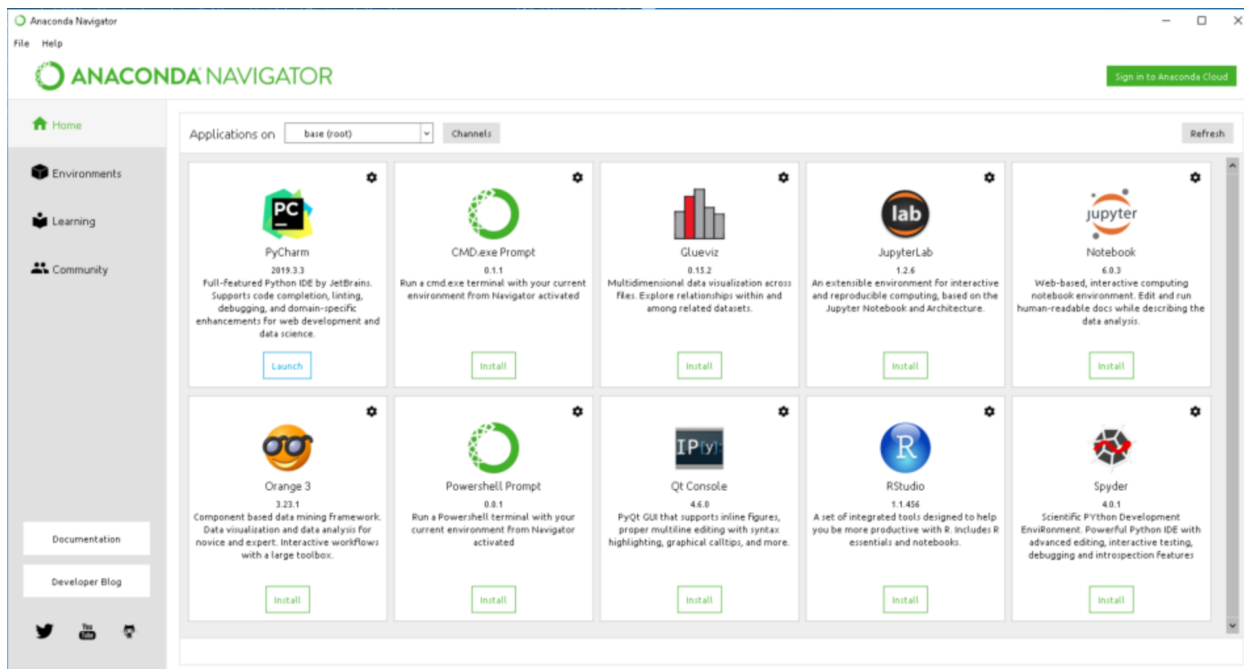 Anaconda Navigator
File Help
ANACONDA NAVIGATOR
Sign in to Anaconda Cloud
Home
Environments
Learning
Community
Documentation
Developer Blog
You
Tube
Applications on base (root) Channels Refresh
PC
PyCharm
2019.3.3
Full-featured Python IDE by JetBrains.
Supports code completion, linting,
debugging, and domain-specific
enhancements for web development and
data science.
Launch
CMD.exe Prompt
0.1.1
Run a cmd.exe terminal with your current
environment from Navigator activated
Install
Glueviz
0.15.2
Multidimensional data visualization across
files. Explore relationships within and
among related datasets.
Install
lab
JupyterLab
1.2.6
An extensible environment for interactive
and reproducible computing, based on the
Jupyter Notebook and Architecture.
Install
jupyter
Notebook
6.0.3
Web-based, interactive computing
notebook environment. Edit and run
human-readable docs while describing the
data analysis.
Install
Orange 3
3.23.1
Component based data mining framework.
Data visualization and data analysis for
novice and expert. Interactive workflows
with a large toolbox.
Install
Powershell Prompt
0.0.1
Run a Powershell terminal with your
current environment from Navigator
activated
Install
IP[y]:
Qt Console
4.6.0
PyQt GUI that supports inline figures,
proper multiline editing with syntax
highlighting, graphical calltips, and more.
Install
R
RStudio
1.1.456
A set of integrated tools designed to help
you be more productive with R. Includes R
essentials and notebooks.
Install
Spyder
4.0.1
Scientific PYthon Development
EnviRonment. Powerful Python IDE with
advanced editing, interactive testing,
debugging and introspection features
Install